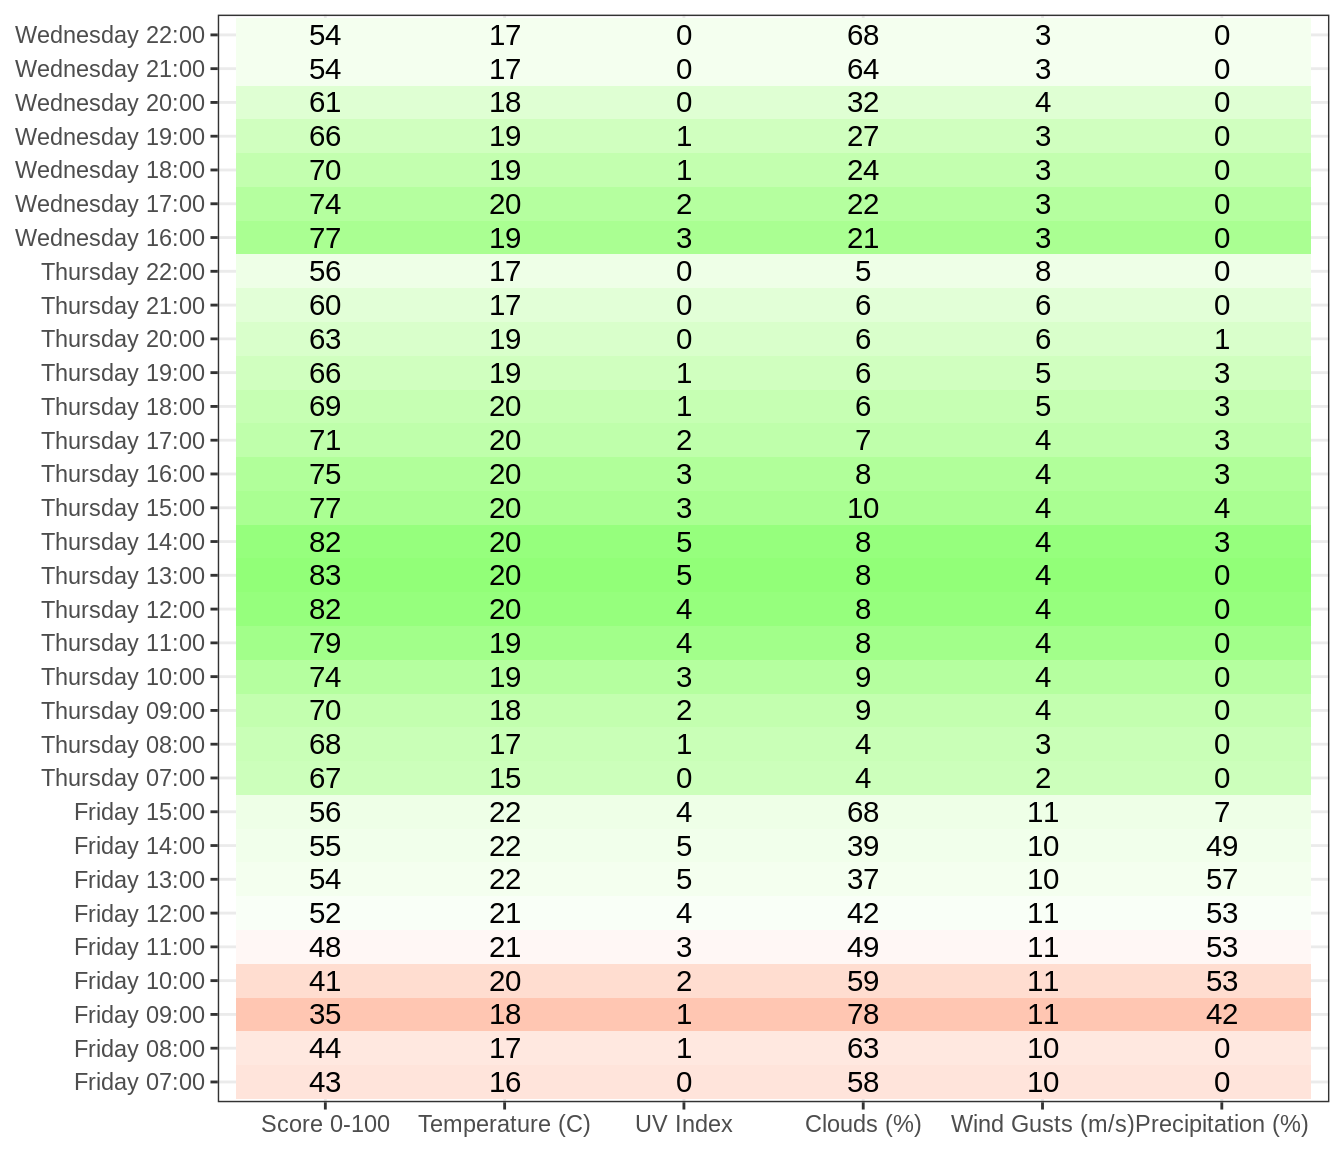 Wednesday 22:00 54 17 0 68 3 0
Wednesday 21:00 54 17 0 64 3 0
Wednesday 20:00 61 18 0 32 4 0
Wednesday 19:00 66 19 1 27 3 0
Wednesday 18:00 70 19 1 24 3 0
Wednesday 17:00 74 20 2 22 3 0
Wednesday 16:00 77 19 3 21 3 0
Thursday 22:00 56 17 0 5 8 0
Thursday 21:00 60 17 0 6 6 0
Thursday 20:00 63 19 0 6 6 1
Thursday 19:00 66 19 1 6 5 3
Thursday 18:00 69 20 1 6 5 3
Thursday 17:00 71 20 2 7 4 3
Thursday 16:00 75 20 3 8 4 3
Thursday 15:00 77 20 3 10 4 4
Thursday 14:00 82 20 5 8 4 3
Thursday 13:00 83 20 5 8 4 0
Thursday 12:00 82 20 4 8 4 0
Thursday 11:00 79 19 4 8 4 0
Thursday 10:00 74 19 3 9 4 0
Thursday 09:00 70 18 2 9 4 0
Thursday 08:00 68 17 1 4 3 0
Thursday 07:00 67 15 0 4 2 0
Friday 15:00 56 22 4 68 11 7
Friday 14:00 55 22 5 39 10 49
Friday 13:00 54 22 5 37 10 57
Friday 12:00 52 21 4 42 11 53
Friday 11:00 48 21 3 49 11 53
Friday 10:00 41 20 2 59 11 53
Friday 09:00 35 18 1 78 11 42
Friday 08:00 44 17 1 63 10 0
Friday 07:00 43 16 0 58 10 0
Score 0-100 Temperature (C) UV Index Clouds (%) Wind Gusts (m/s) Precipitation (%)